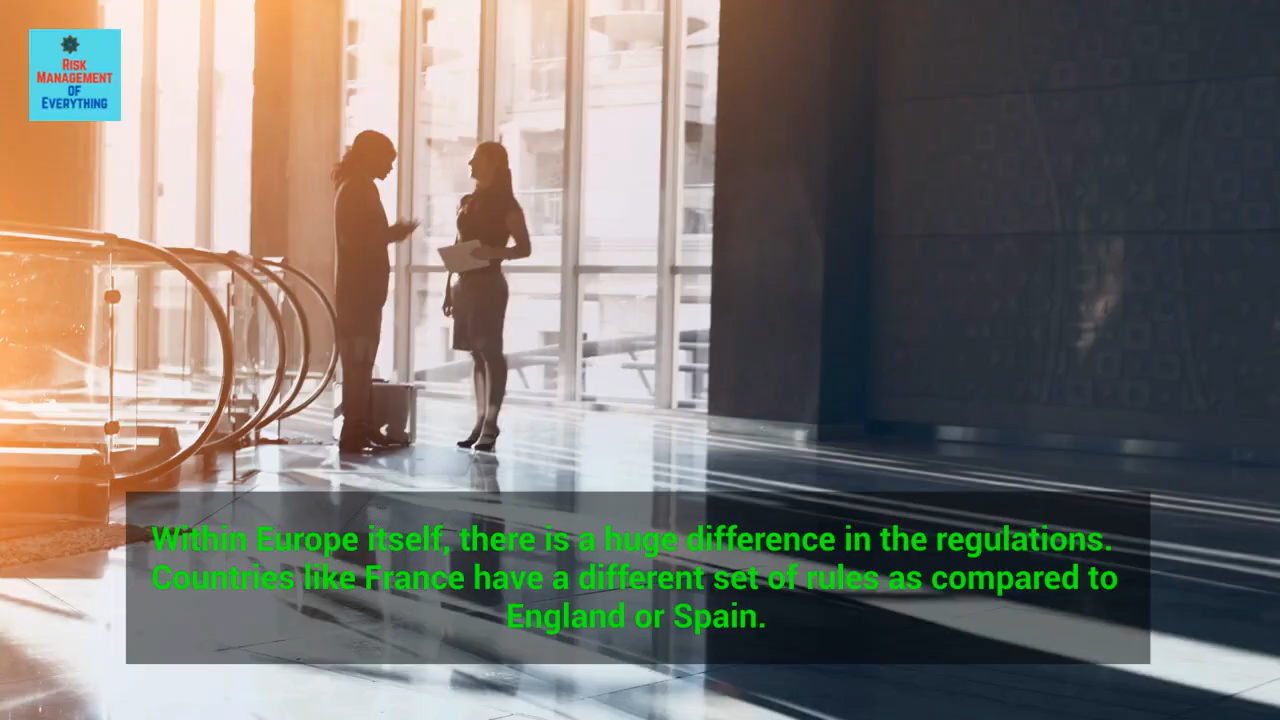 Risk
Management
of
Everything
Within Europe itself, there is a huge difference in the regulations.
Countries like France have a different set of rules as compared to
England or Spain.